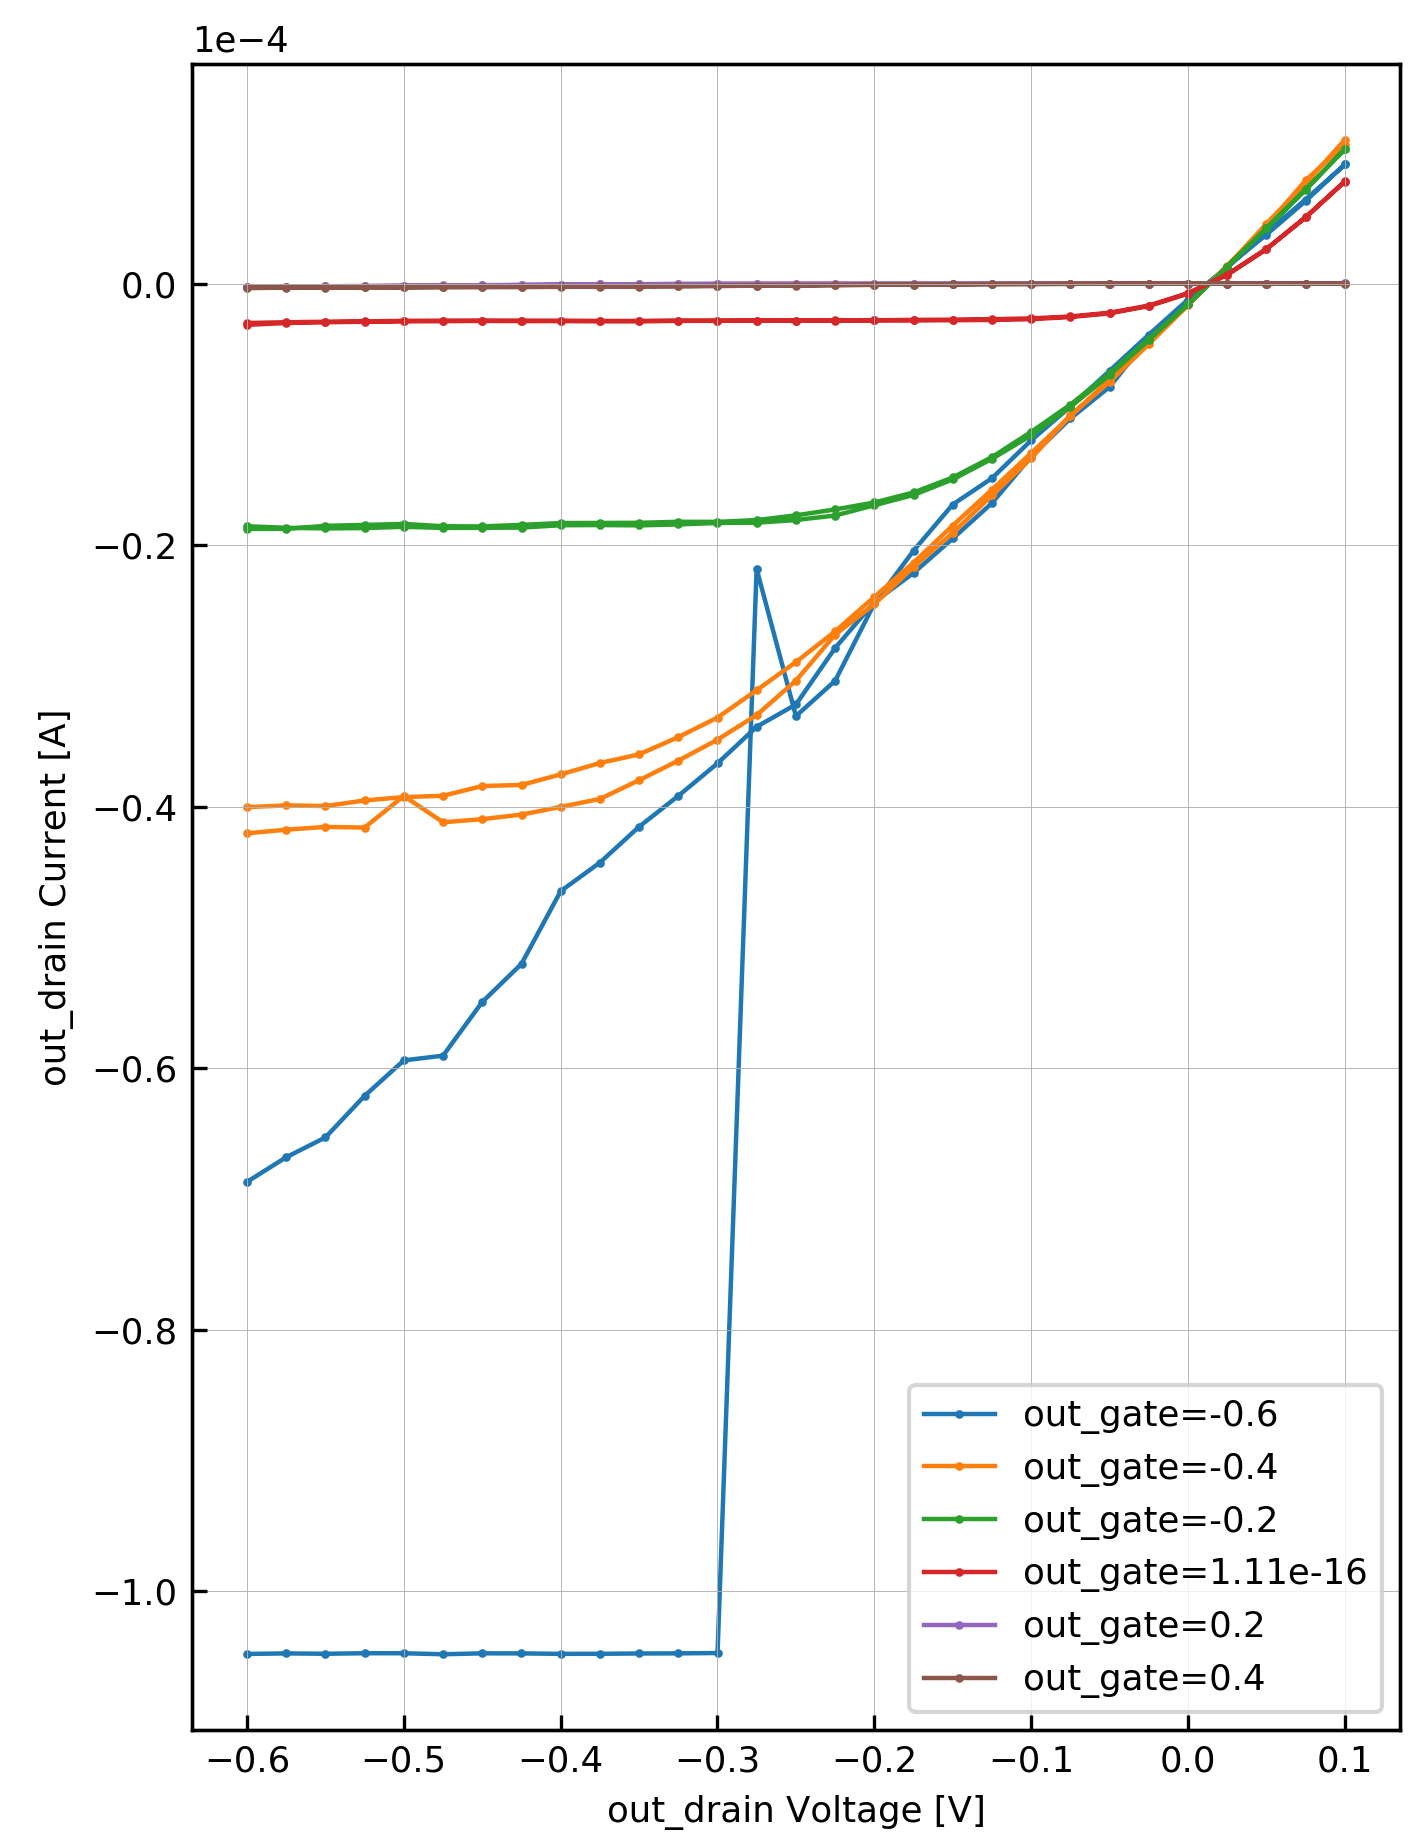 1e−4
0.0
−0.2
−0.4
−0.6
−0.8
−1.0
out_drain Current [A]
out_gate=-0.6
out_gate=-0.4
out_gate=-0.2
out_gate=1.11e-16
out_gate=0.2
out_gate=0.4
−0.6 −0.5 −0.4 −0.3 −0.2 −0.1 0.0 0.1
out_drain Voltage [V]